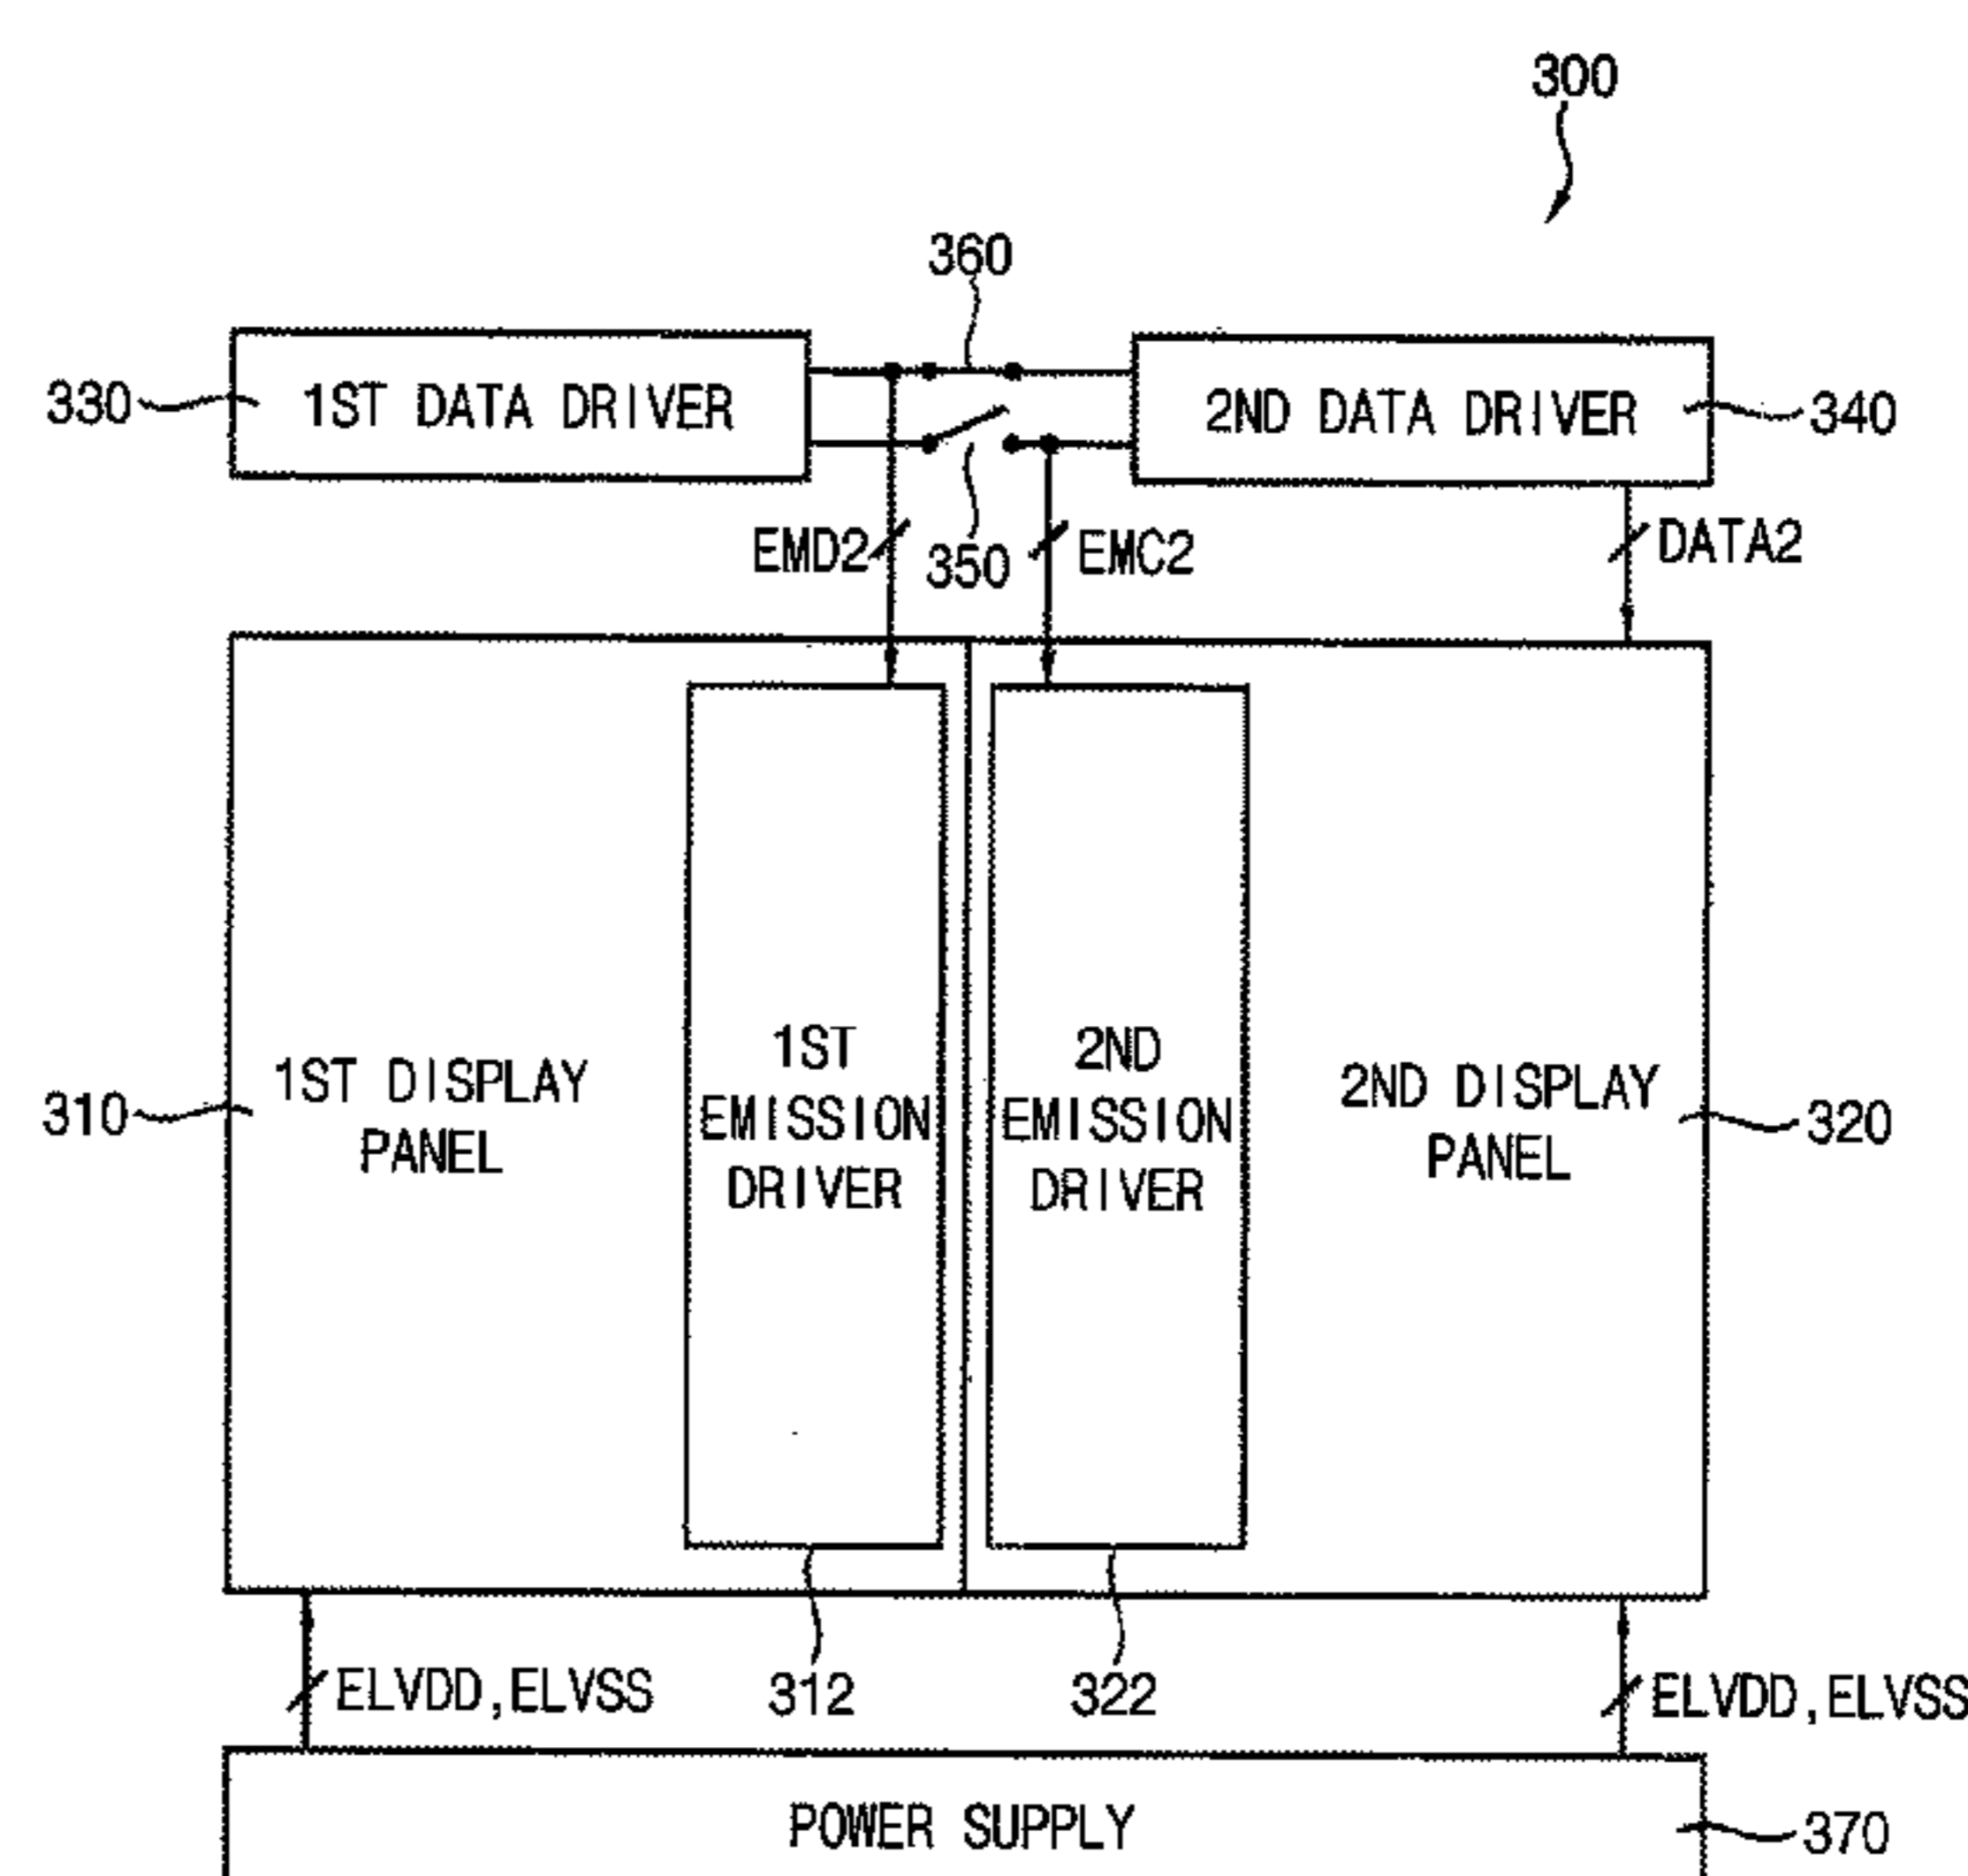 300
360
330
1ST DATA DRIVER
2ND DATA DRIVER
340
EMD2
350
EMC2
DATA2
310
1ST DISPLAY
PANEL
1ST
EMISSION
DRIVER
2ND
EMISSION
DRIVER
2ND DISPLAY
PANEL
320
ELVDD,ELVSS
312
322
ELVDD,ELVSS
POWER SUPPLY
370